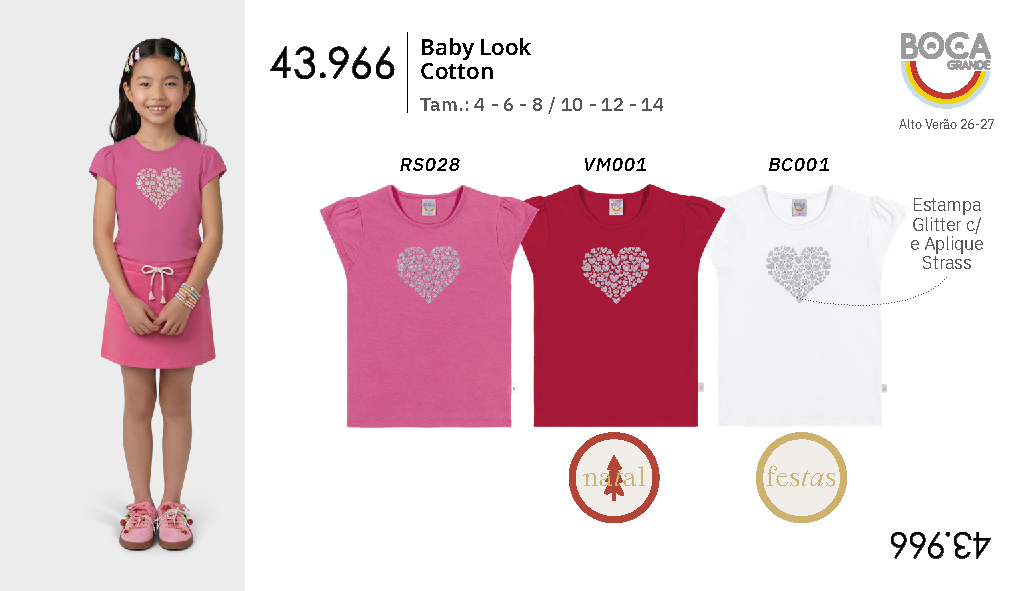 43.966
Baby Look
Cotton
Tam.: 4 - 6 - 8 / 10 - 12 - 14
BOCA
GRANDE
Alto Verão 26-27
RS028
VM001
BC001
Estampa
Glitter c/
e Aplique
Strass
natal
festas
43.966